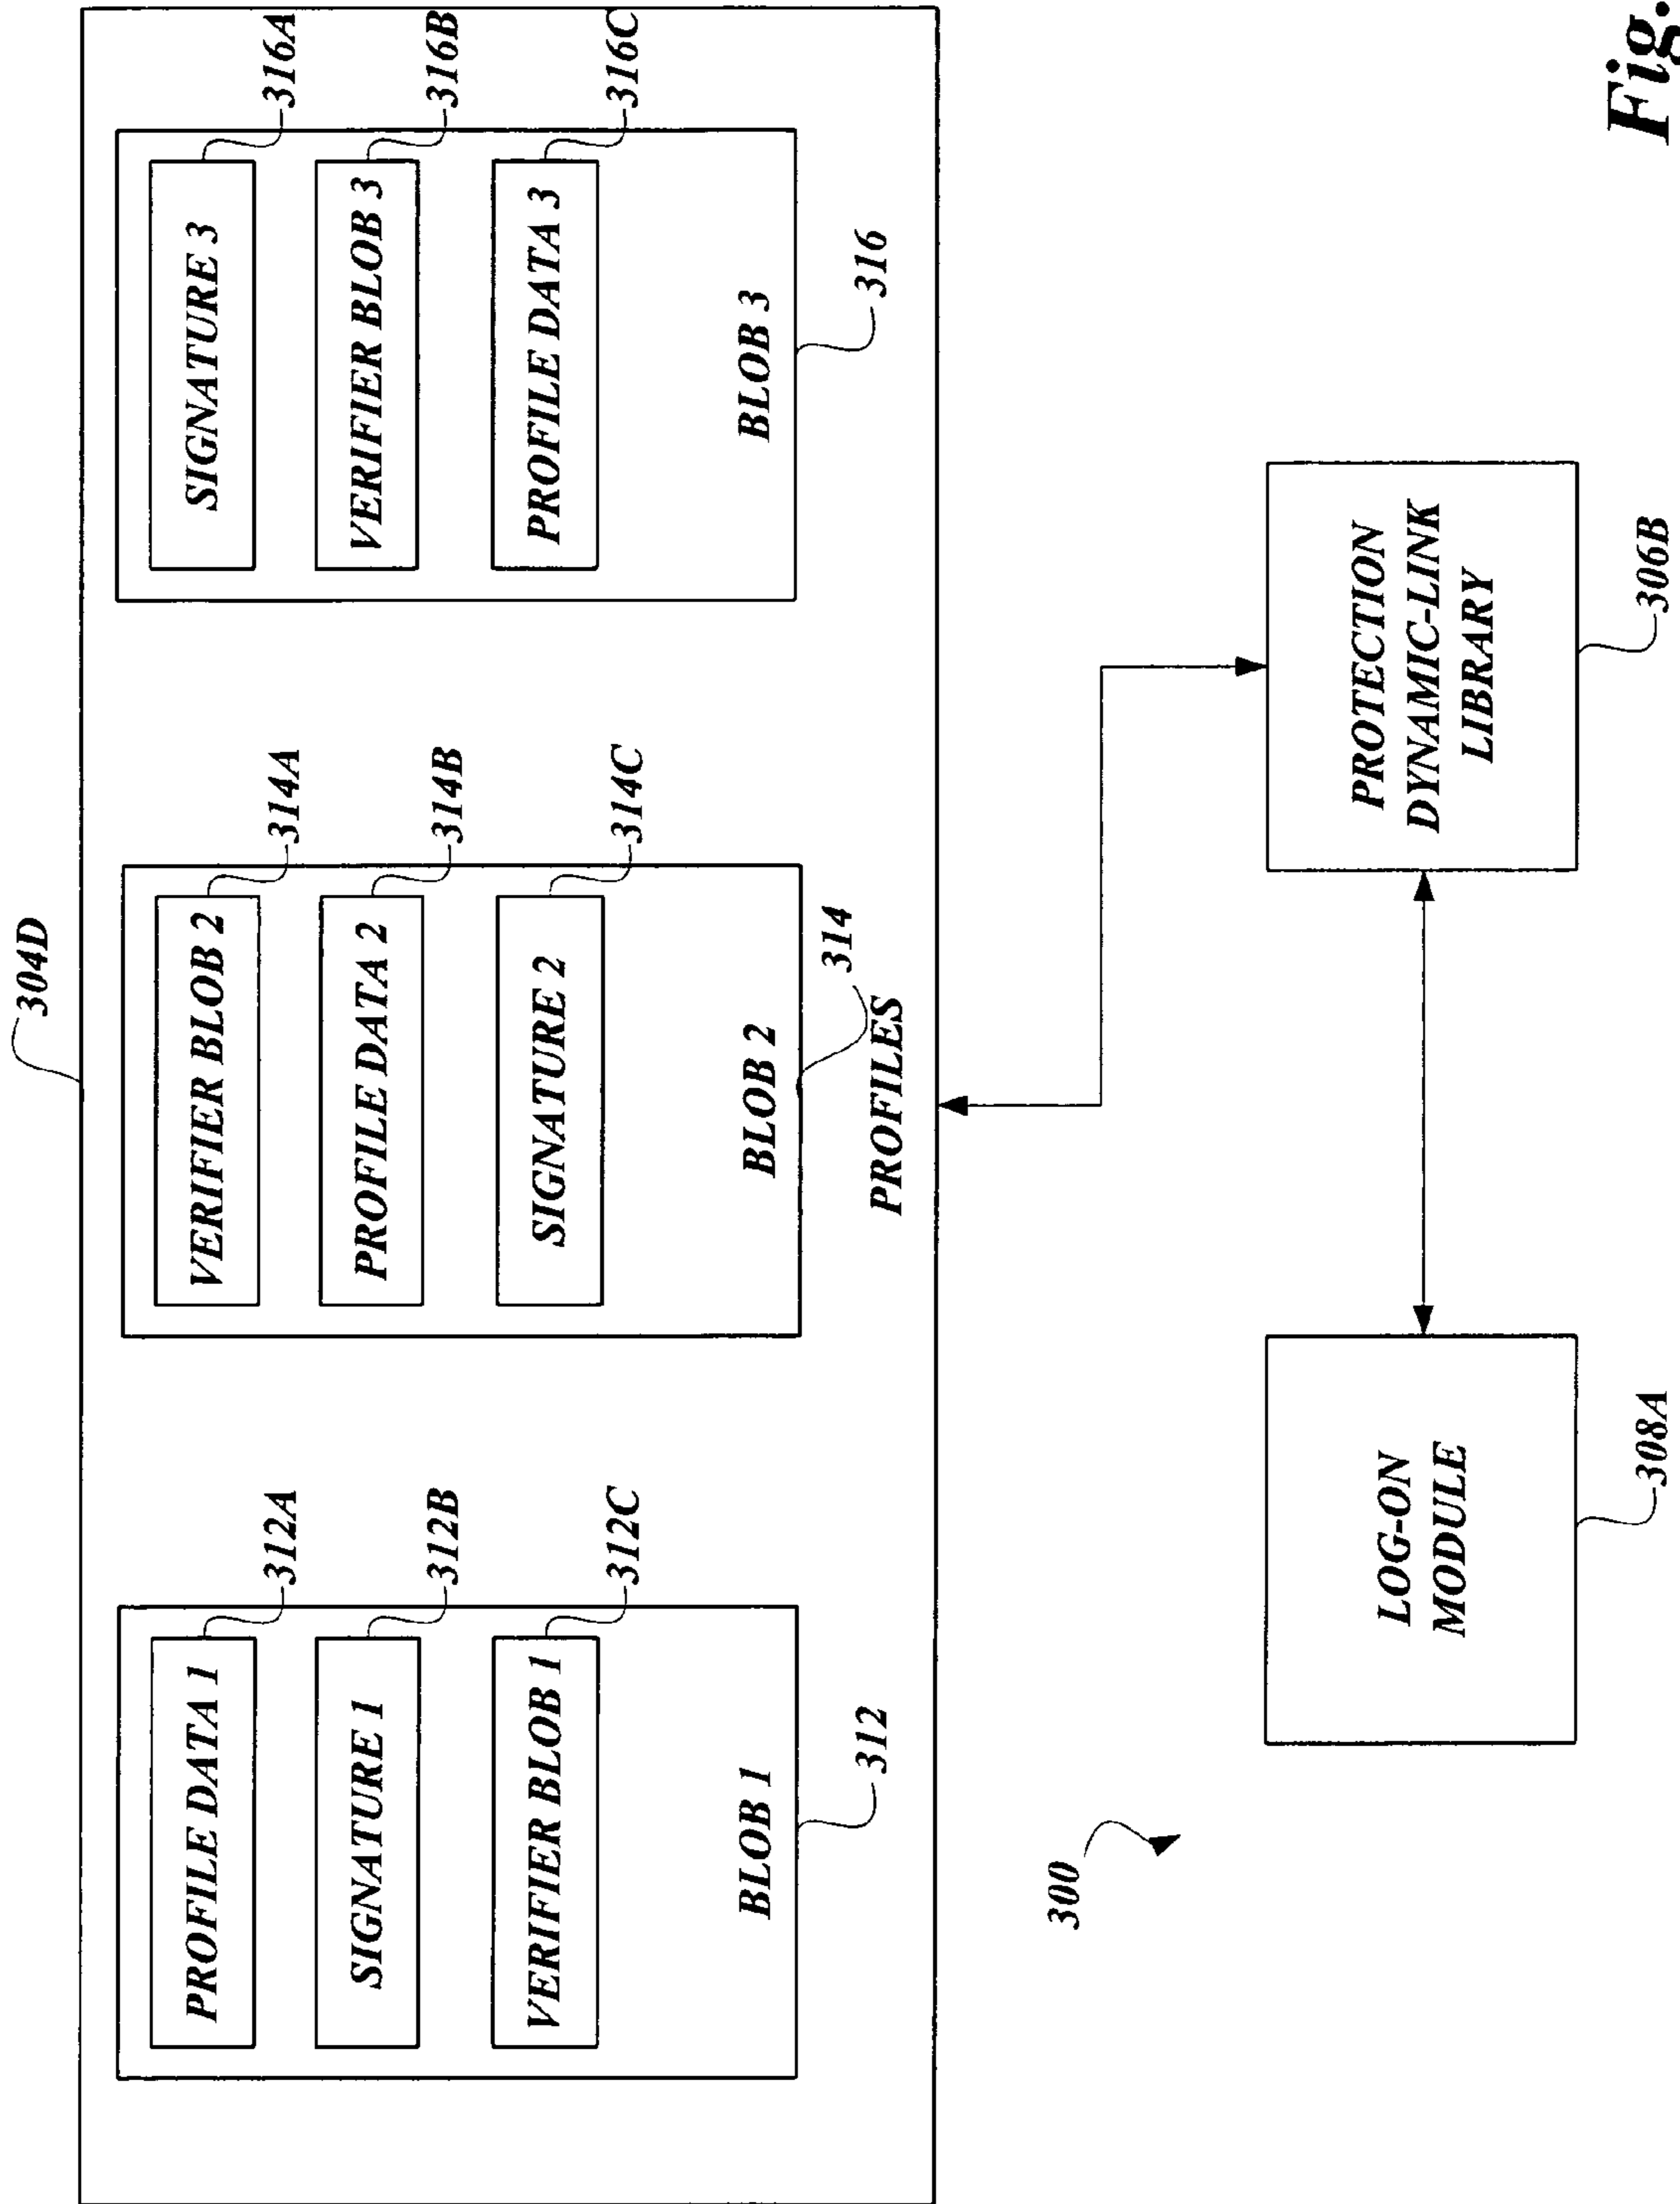 304D
PROFILE DATA 1
312A
SIGNATURE 1
312B
VERIFIER BLOB 1
312C
BLOB 1
312
VERIFIER BLOB 2
314A
PROFILE DATA 2
314B
SIGNATURE 2
314C
BLOB 2
314
SIGNATURE 3
316A
VERIFIER BLOB 3
316B
PROFILE DATA 3
316C
BLOB 3
316
PROFILES
300
LOG-ON
MODULE
308A
PROTECTION
DYNAMIC-LINK
LIBRARY
306B
Fig.